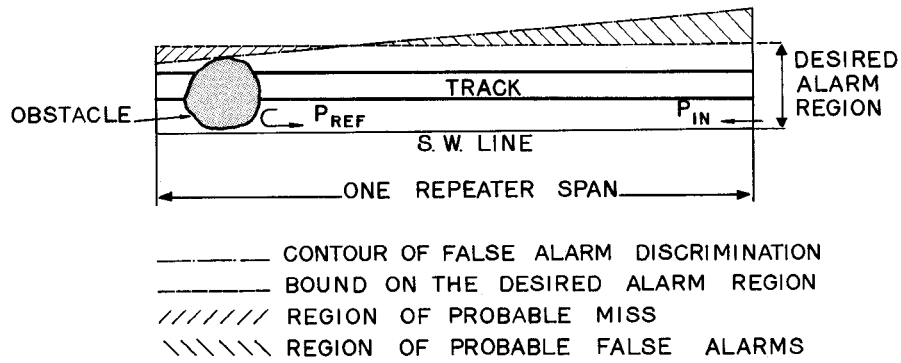 DESIRED
ALARM
REGION
TRACK
OBSTACLE
P_REF
P_IN
S.W. LINE
ONE REPEATER SPAN
CONTOUR OF FALSE ALARM DISCRIMINATION
BOUND ON THE DESIRED ALARM REGION
REGION OF PROBABLE MISS
REGION OF PROBABLE FALSE ALARMS